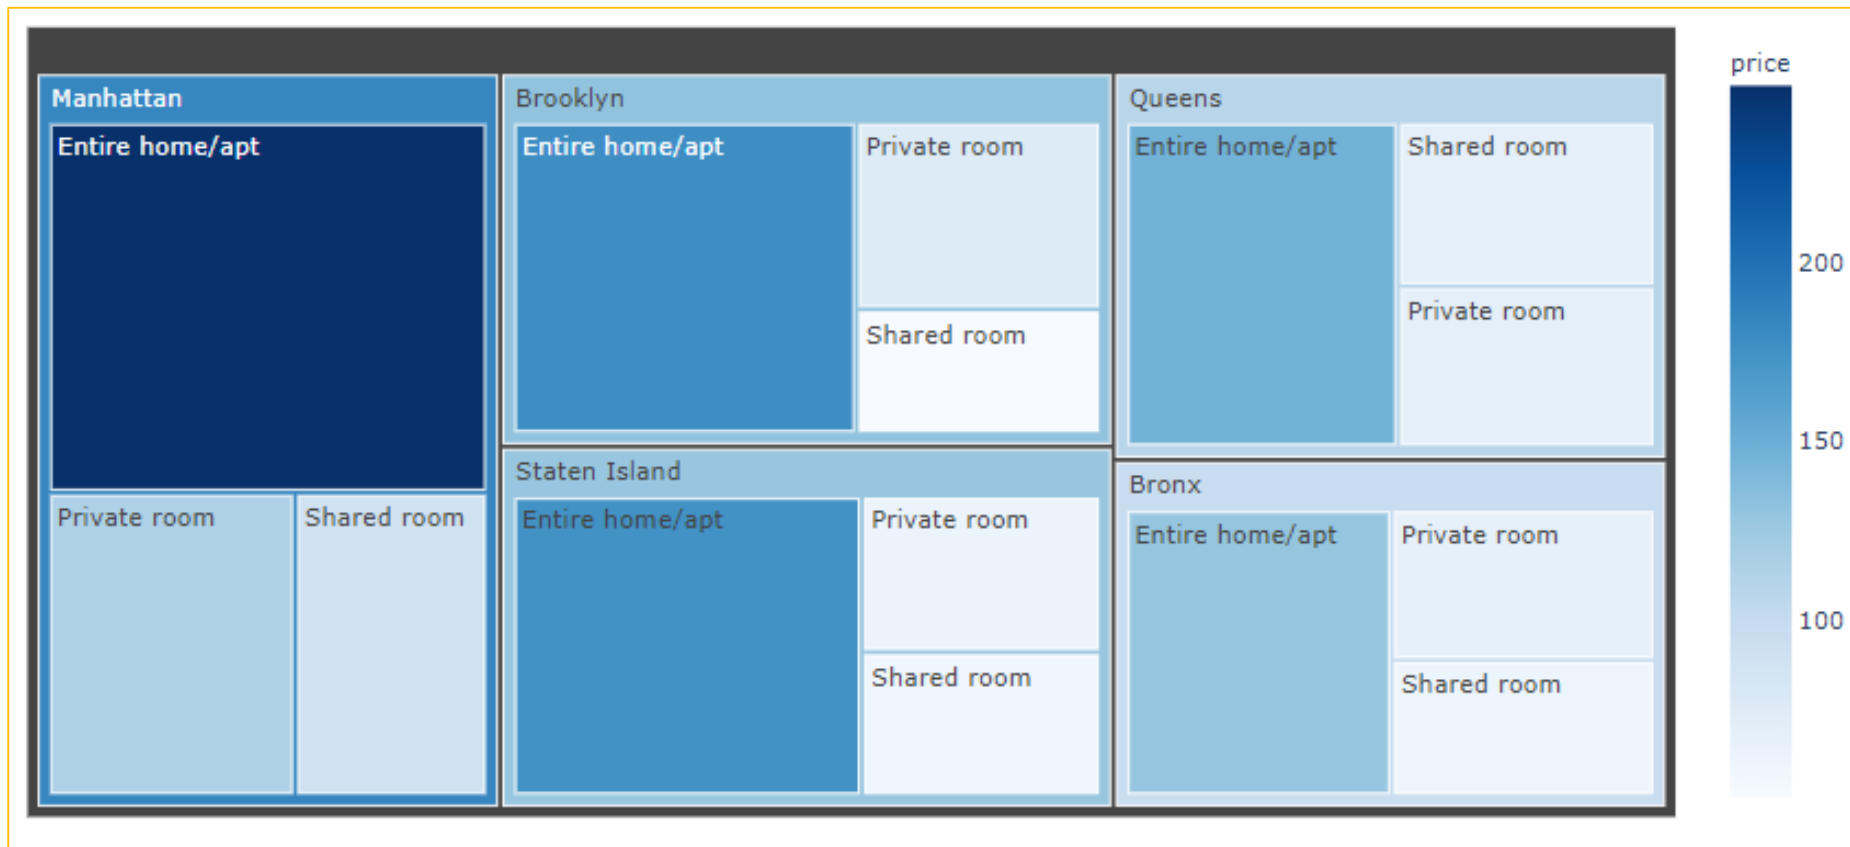 Manhattan
Entire home/apt
Private room
Shared room
Brooklyn
Entire home/apt
Private room
Shared room
Staten Island
Entire home/apt
Private room
Shared room
Queens
Entire home/apt
Shared room
Private room
Bronx
Entire home/apt
Private room
Shared room
price
200
150
100